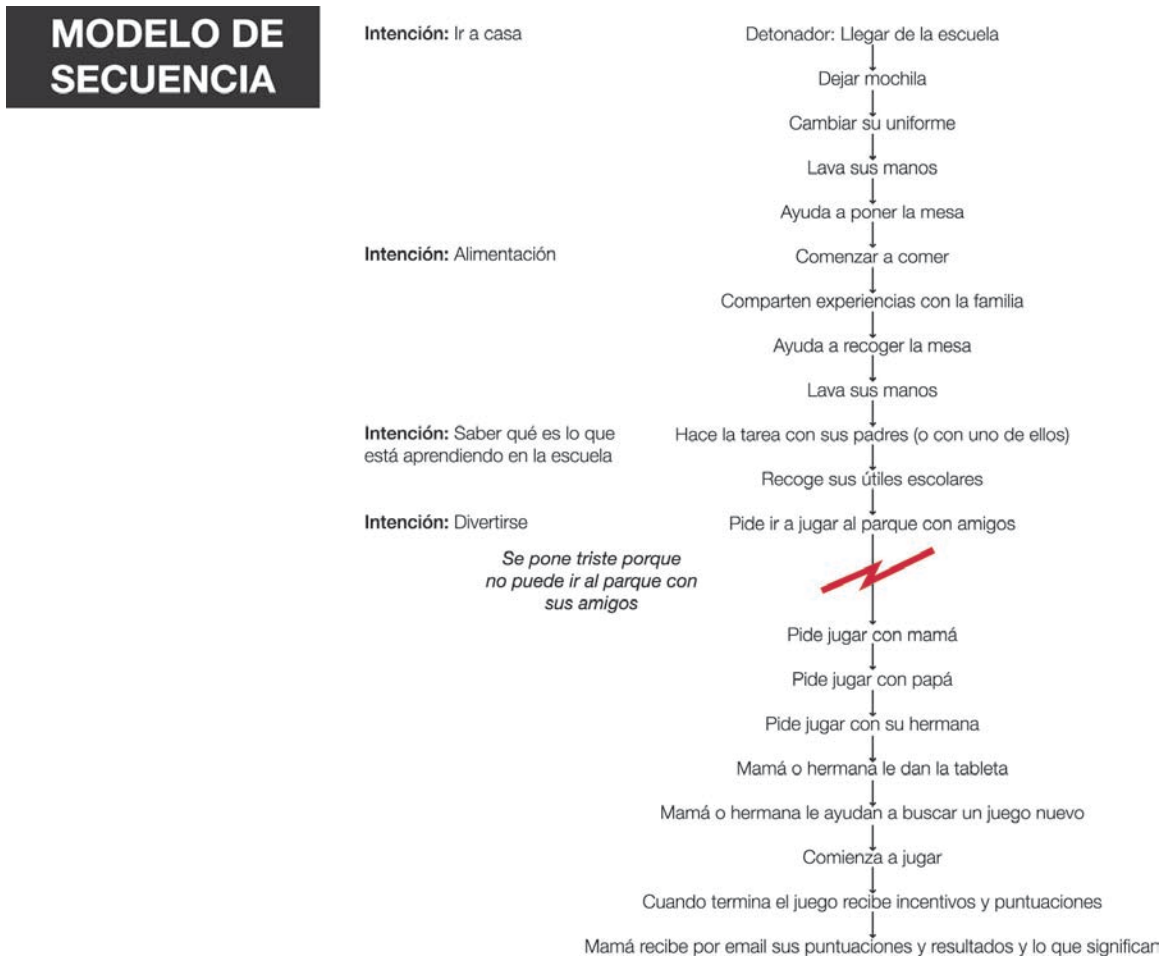 MODELO DE
SECUENCIA
Intención: Ir a casa
Detonador: Llegar de la escuela
Dejar mochila
Cambiar su uniforme
Lava sus manos
Ayuda a poner la mesa
Intención: Alimentación
Comenzar a comer
Comparten experiencias con la familia
Ayuda a recoger la mesa
Lava sus manos
Intención: Saber qué es lo que
está aprendiendo en la escuela
Hace la tarea con sus padres (o con uno de ellos)
Recoge sus útiles escolares
Intención: Divertirse
Pide ir a jugar al parque con amigos
Se pone triste porque
no puede ir al parque con
sus amigos
Pide jugar con mamá
Pide jugar con papá
Pide jugar con su hermana
Mamá o hermana le dan la tableta
Mamá o hermana le ayudan a buscar un juego nuevo
Comienza a jugar
Cuando termina el juego recibe incentivos y puntuaciones
Mamá recibe por email sus puntuaciones y resultados y lo que significan